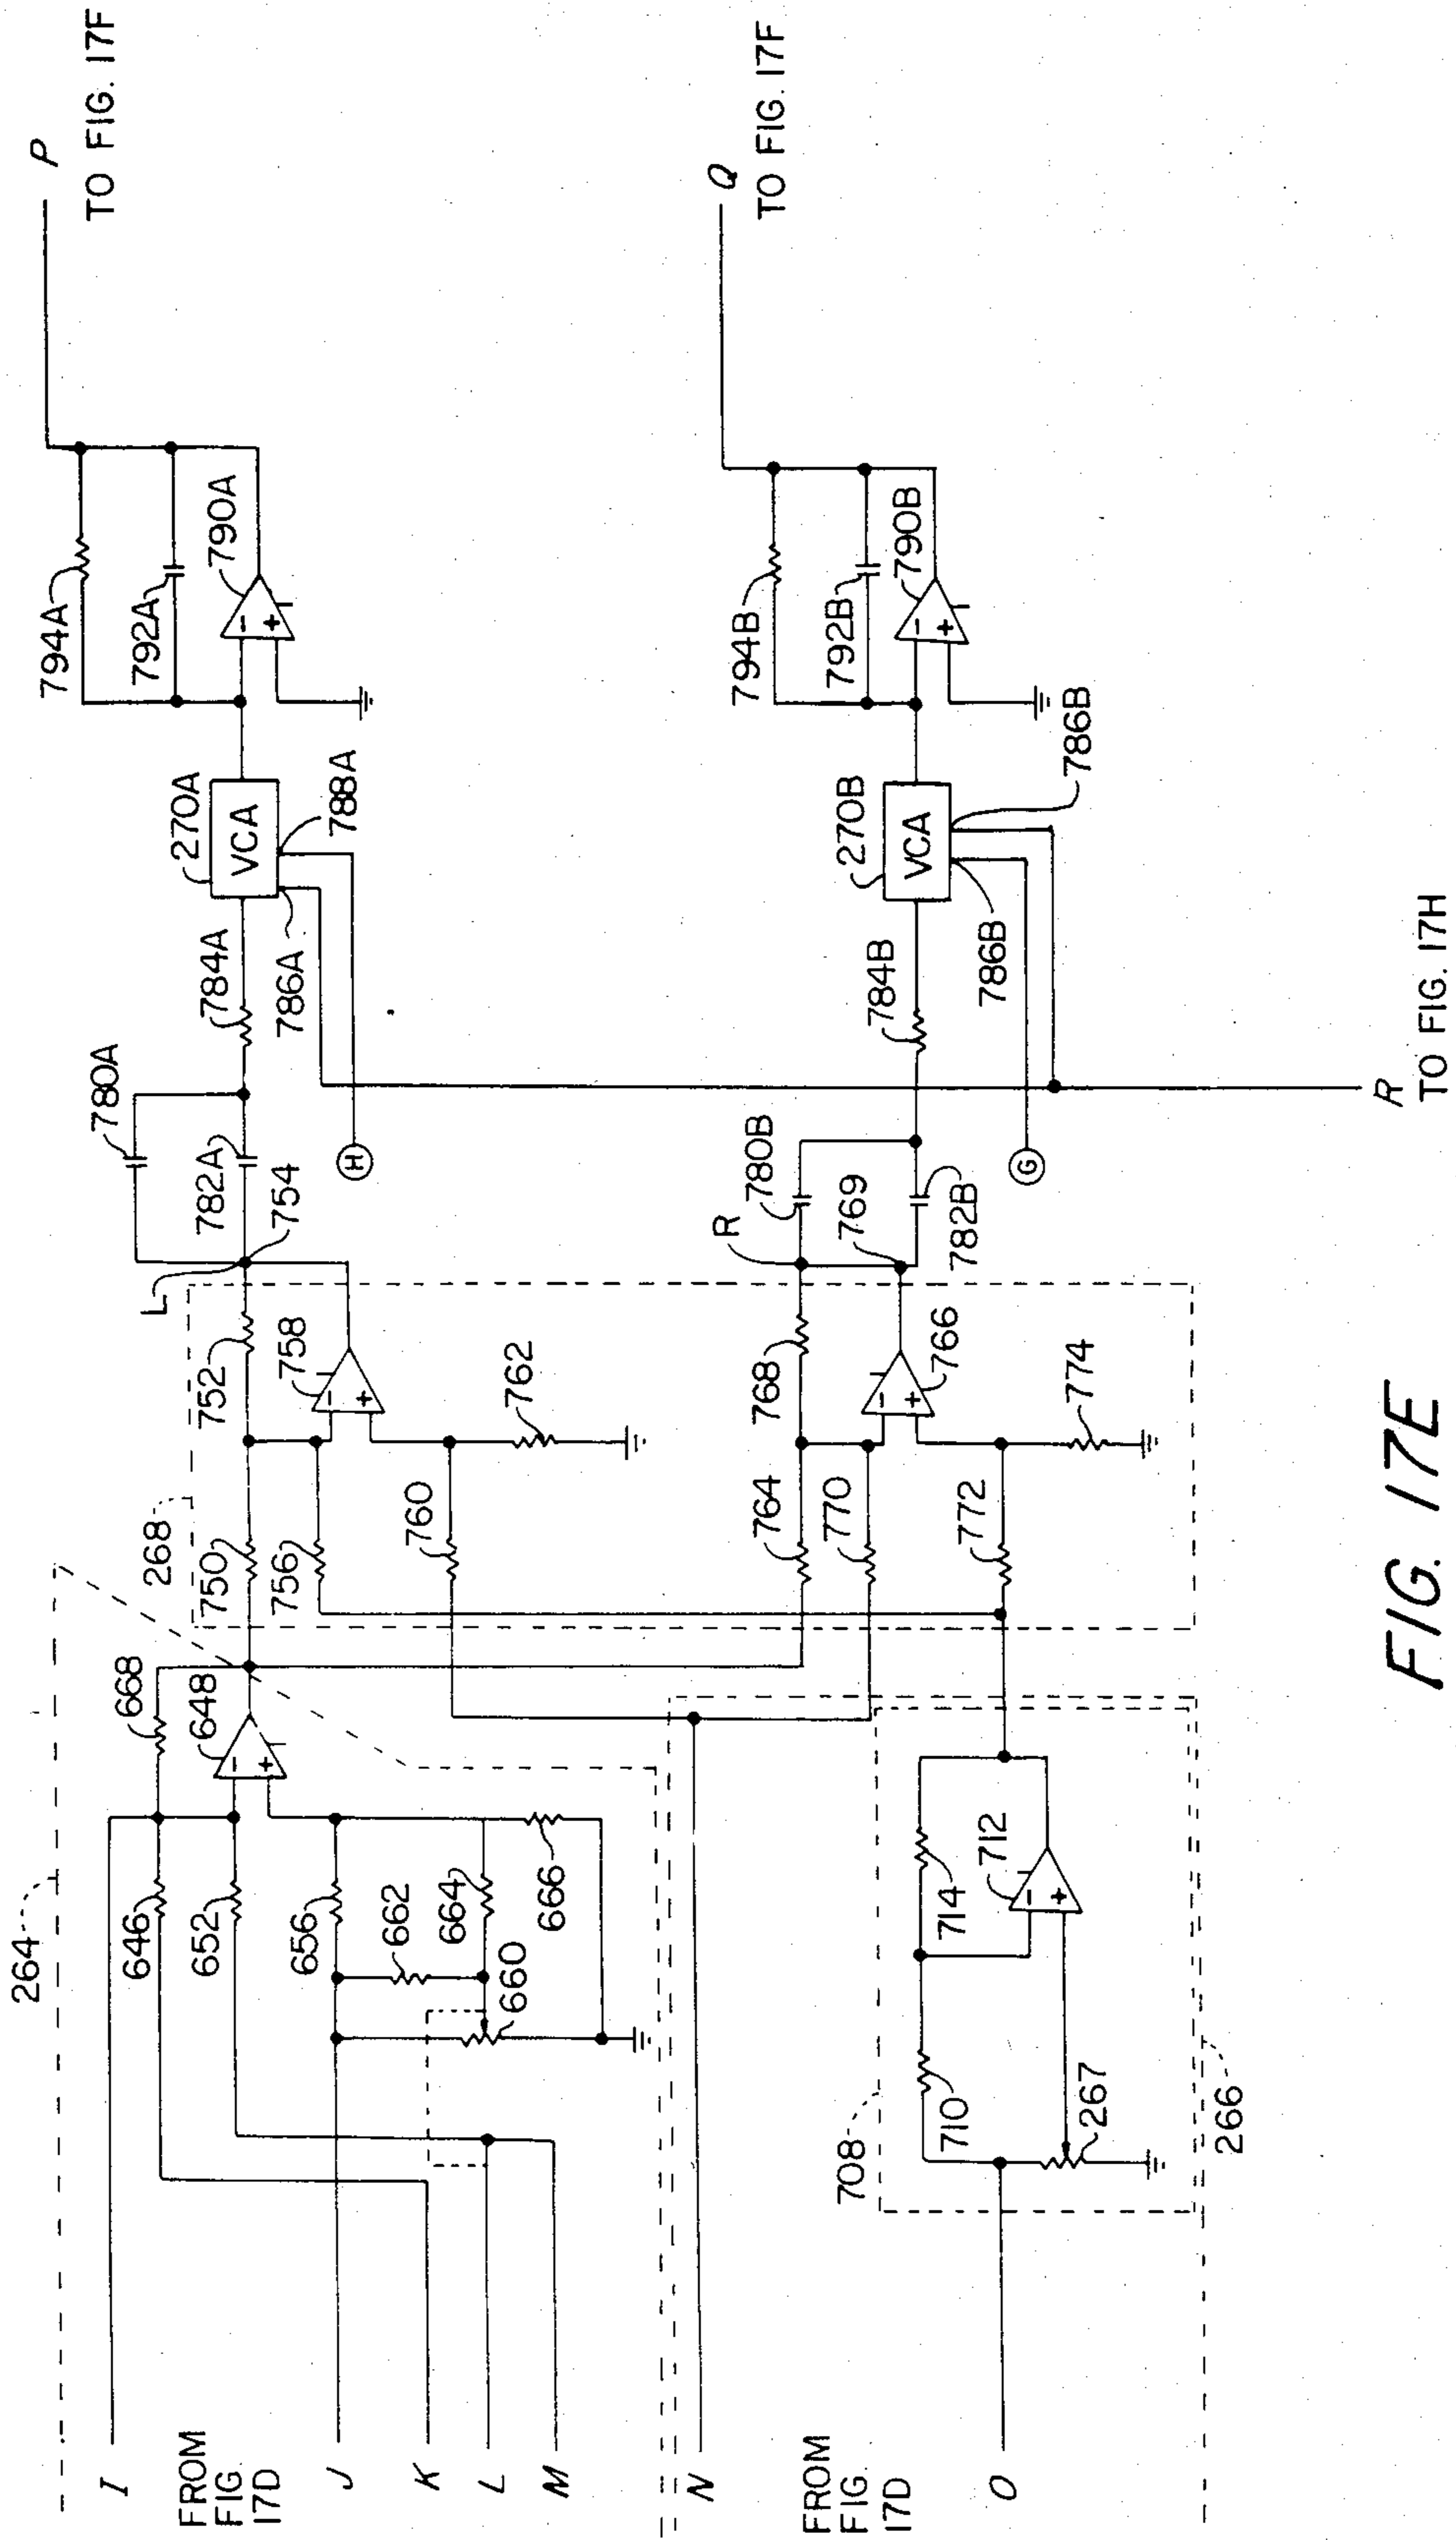 P
TO FIG. 17F
794A
792A
790A
270A
VCA
788A
784A
786A
780A
782A
754
L
H
752
758
762
268
750
756
760
264
668
648
646
652
656
662
664
666
660
I
FROM
FIG
17D
J
K
L
M
Q
TO FIG. 17F
794B
792B
790B
270B
VCA
786B
784B
786B
780B
R
769
782B
G
768
766
774
764
770
772
714
712
708
710
267
266
N
FROM
FIG.
17D
O
R
TO FIG. 17H
FIG. 17E